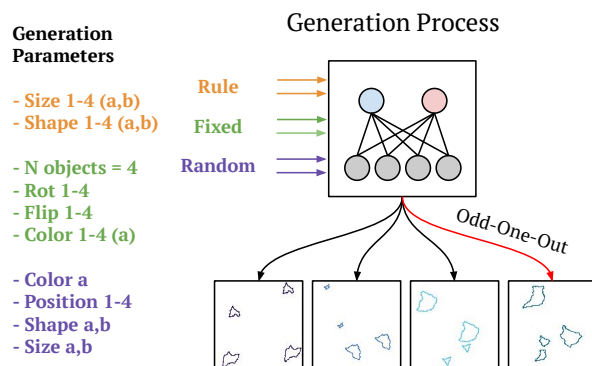 Generation Process
Generation
Parameters
- Size 1-4 (a,b)
- Shape 1-4 (a,b)
- N objects = 4
- Rot 1-4
- Flip 1-4
- Color 1-4 (a)
- Color a
- Position 1-4
- Shape a,b
- Size a,b
Rule
Fixed
Random
Odd-One-Out